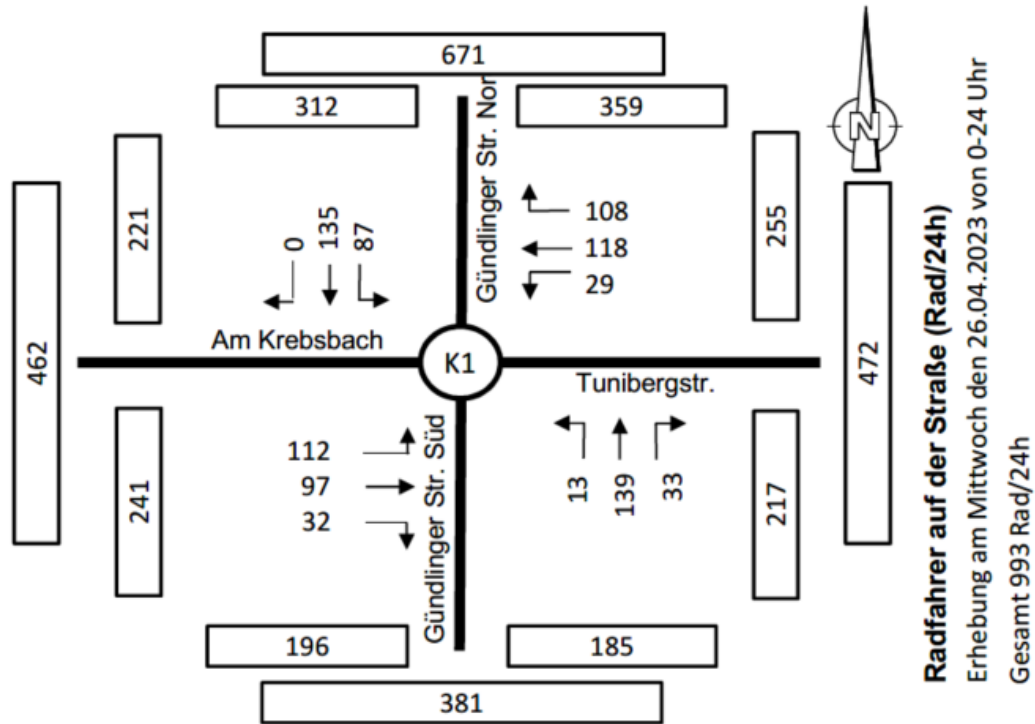 671
312
359
Gündlinger Str. Nor
N
221
255
462
472
0
135
87
108
118
29
Am Krebsbach
K1
Tunibergstr.
112
97
32
Gündlinger Str. Süd
13
139
33
241
217
196
185
381
Radfahrer auf der Straße (Rad/24h)
Erhebung am Mittwoch den 26.04.2023 von 0-24 Uhr
Gesamt 993 Rad/24h